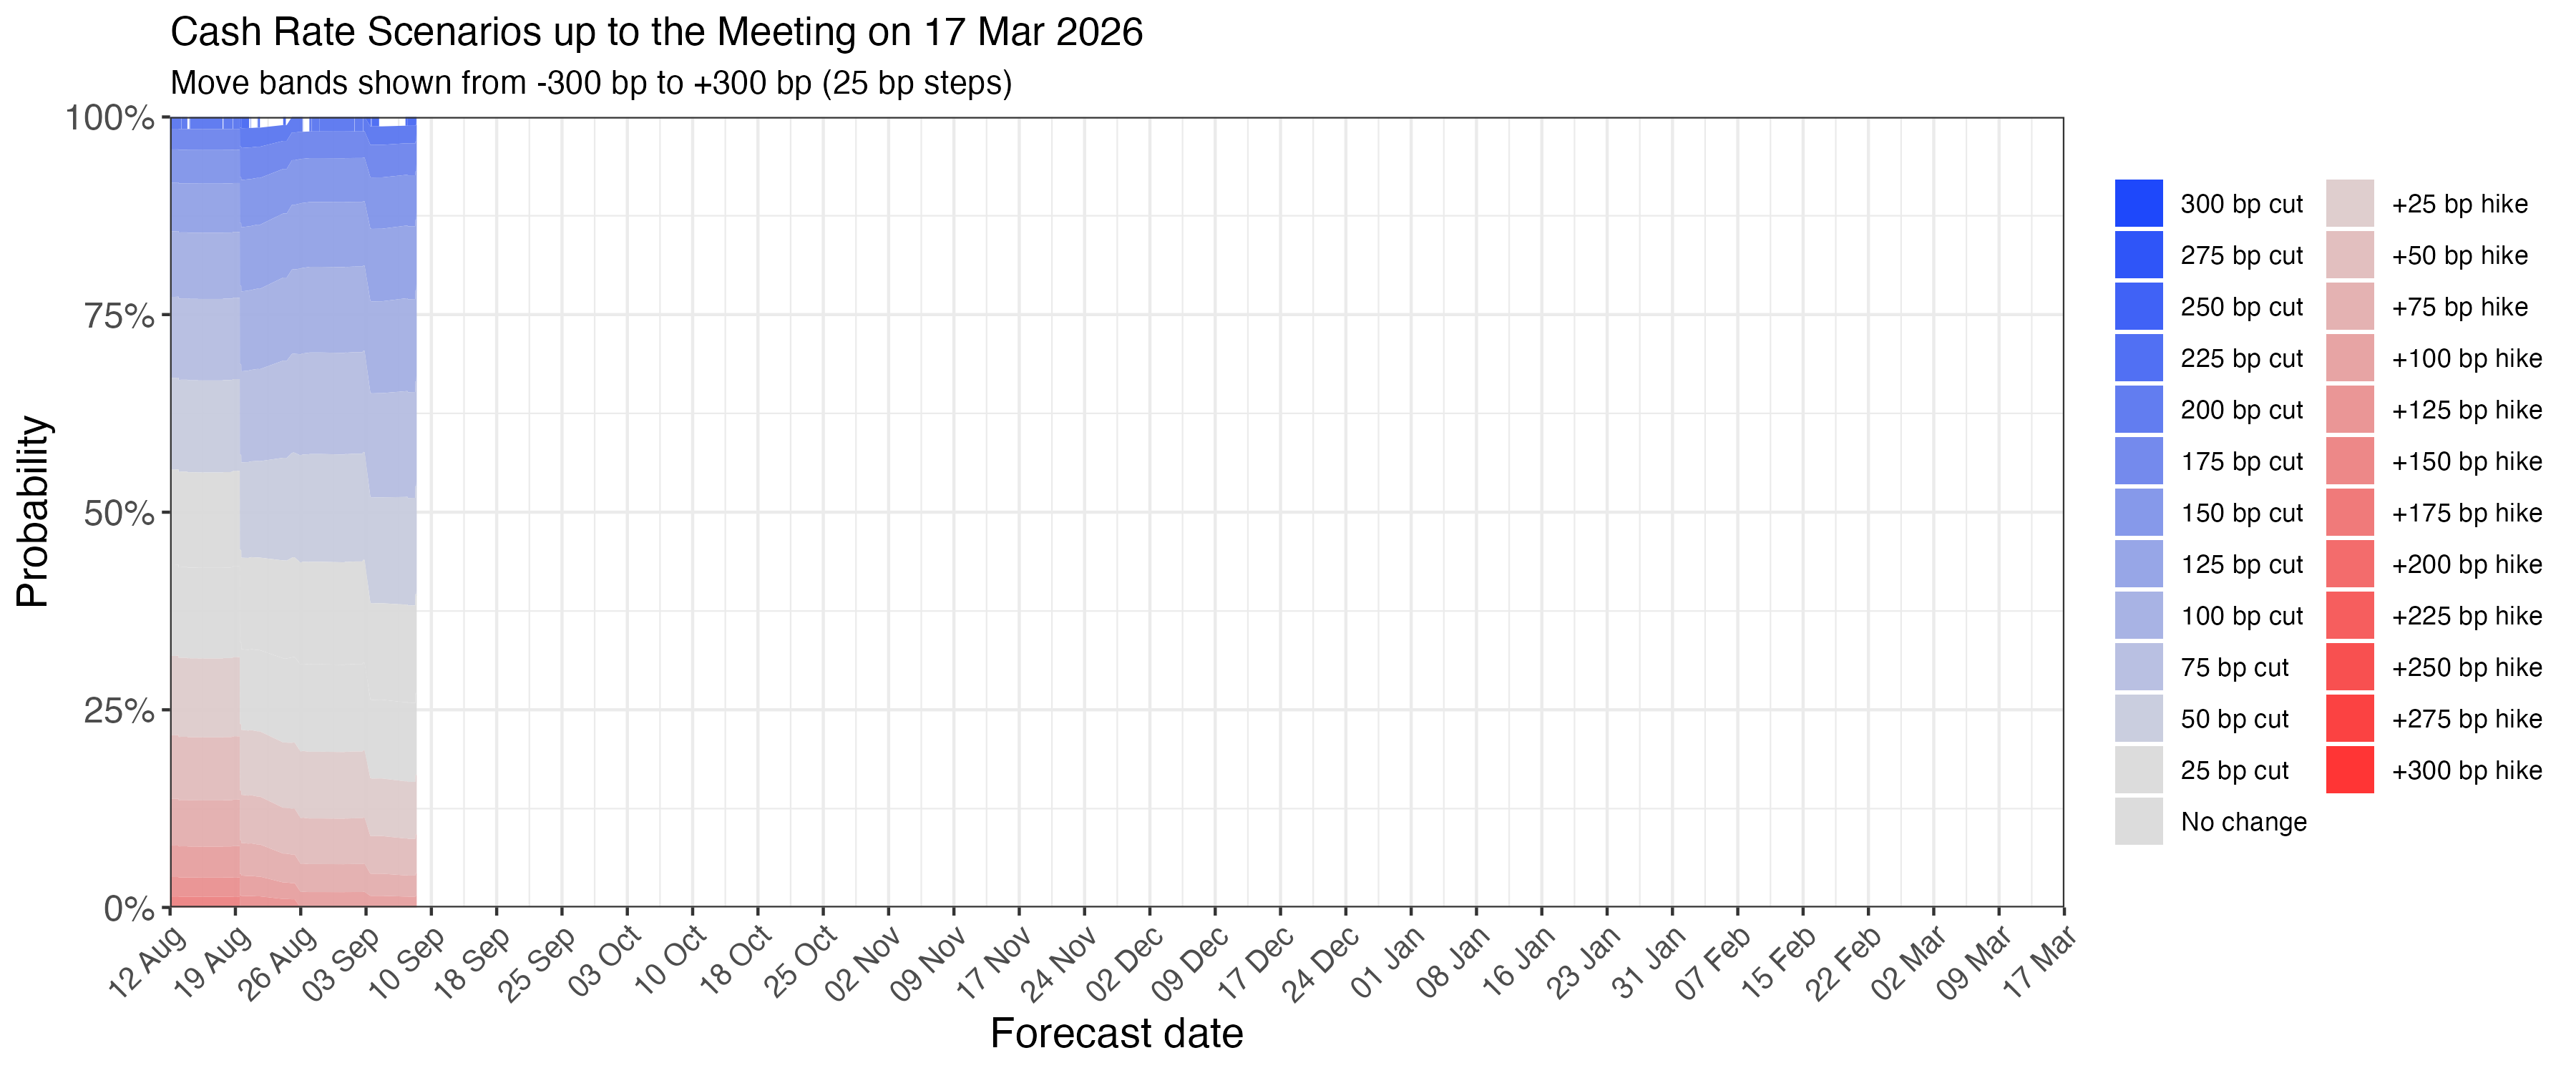 Cash Rate Scenarios up to the Meeting on 17 Mar 2026
Move bands shown from -300 bp to +300 bp (25 bp steps)
Probability
100%
75%
50%
25%
0%
12 Aug
19 Aug
26 Aug
03 Sep
10 Sep
18 Sep
25 Sep
03 Oct
10 Oct
18 Oct
25 Oct
02 Nov
09 Nov
17 Nov
24 Nov
02 Dec
09 Dec
17 Dec
24 Dec
01 Jan
08 Jan
16 Jan
23 Jan
31 Jan
07 Feb
15 Feb
22 Feb
02 Mar
09 Mar
17 Mar
Forecast date
300 bp cut
275 bp cut
250 bp cut
225 bp cut
200 bp cut
175 bp cut
150 bp cut
125 bp cut
100 bp cut
75 bp cut
50 bp cut
25 bp cut
No change
+25 bp hike
+50 bp hike
+75 bp hike
+100 bp hike
+125 bp hike
+150 bp hike
+175 bp hike
+200 bp hike
+225 bp hike
+250 bp hike
+275 bp hike
+300 bp hike